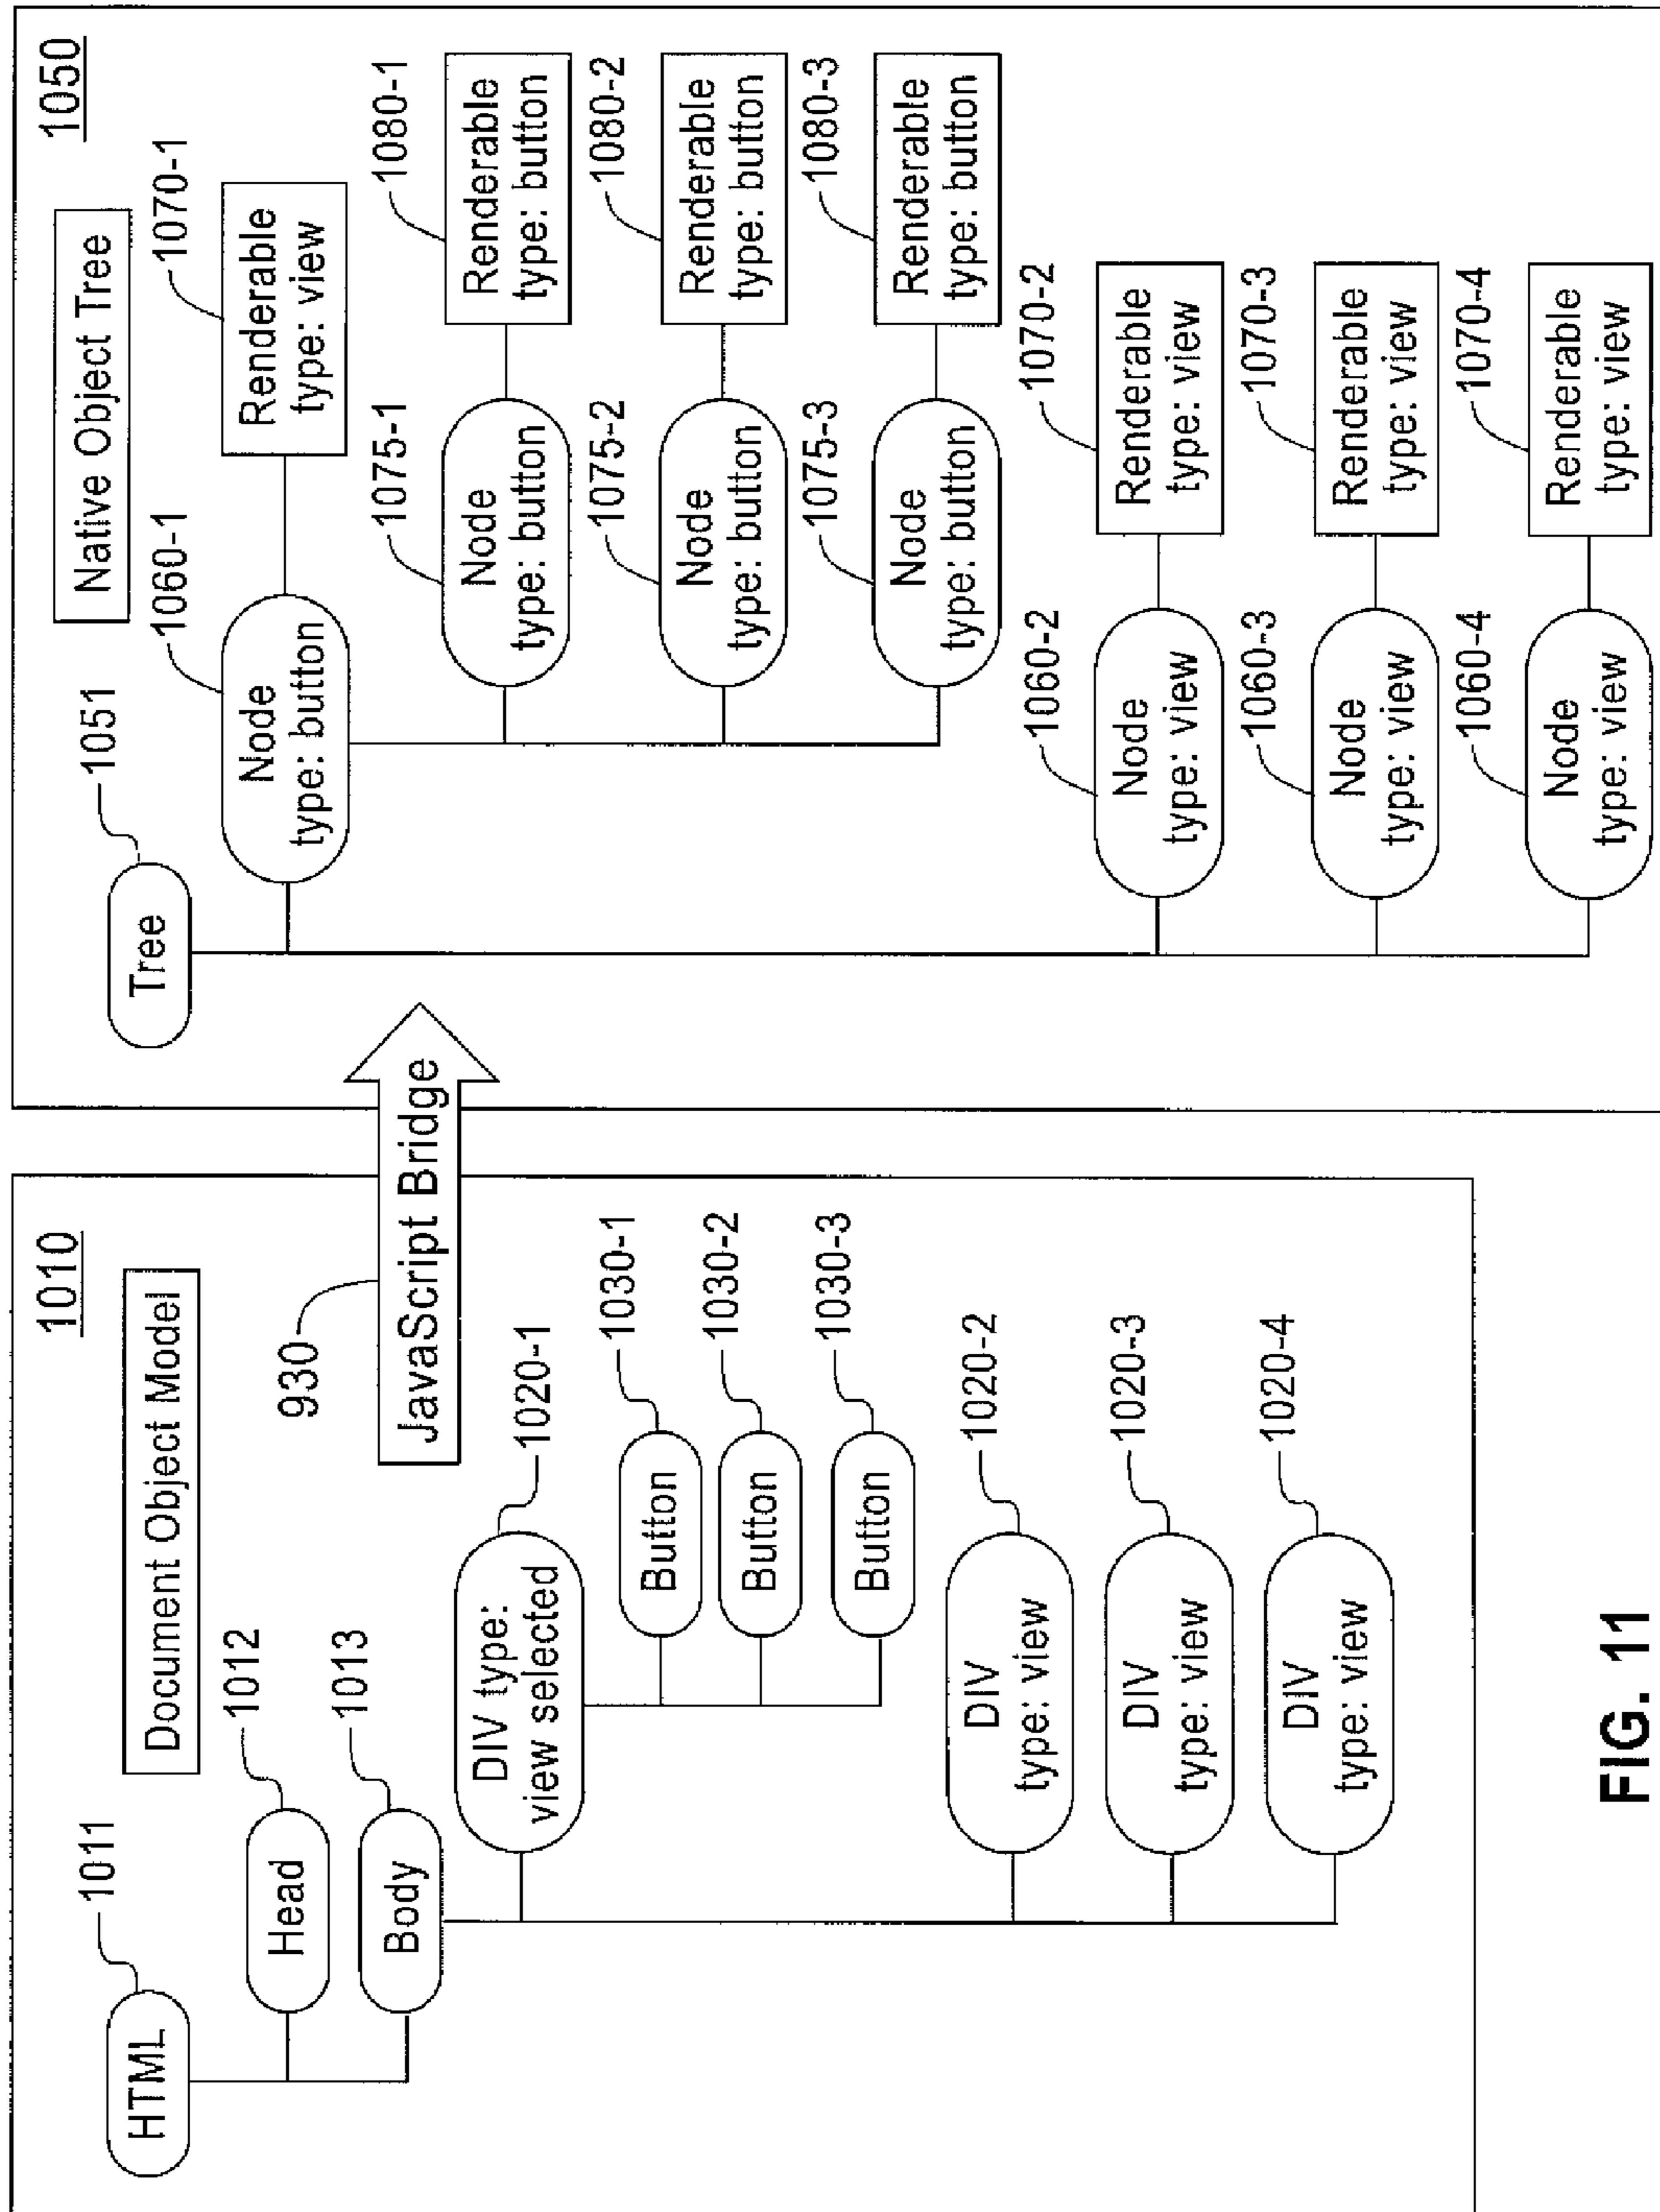 1010
Document Object Model
1011
HTML
1012
Head
1013
Body
930
JavaScript Bridge
1020-1
DIV type:
view selected
1030-1
Button
1030-2
Button
1030-3
Button
1020-2
DIV
type: view
1020-3
DIV
type: view
1020-4
DIV
type: view
1050
Native Object Tree
1051
Tree
1060-1
Node
type: button
1070-1
Renderable
type: view
1075-1
Node
type: button
1080-1
Renderable
type: button
1075-2
Node
type: button
1080-2
Renderable
type: button
1075-3
Node
type: button
1080-3
Renderable
type: button
1060-2
Node
type: view
1070-2
Renderable
type: view
1060-3
Node
type: view
1070-3
Renderable
type: view
1060-4
Node
type: view
1070-4
Renderable
type: view
FIG. 11